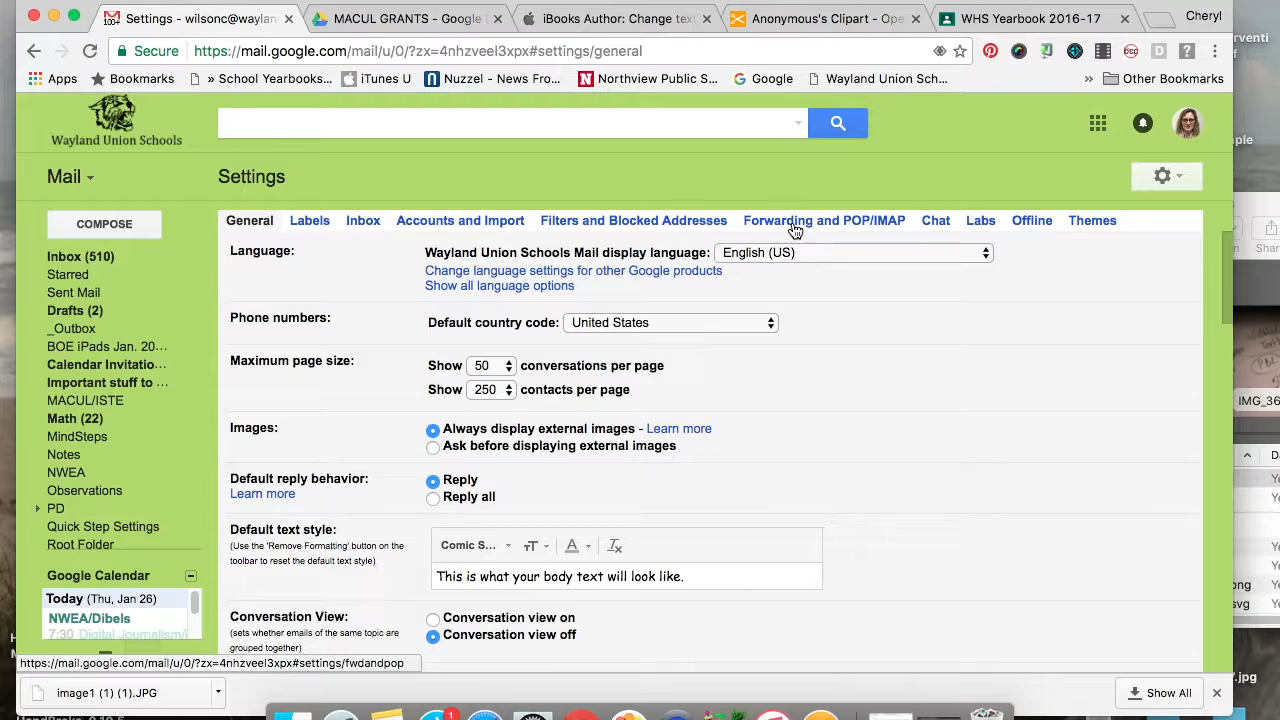 Settings - wilsonc@waylan
MACUL GRANTS - Google
iBooks Author: Change text
Anonymous's Clipart - Ope
WHS Yearbook 2016-17
Cheryl
Secure
https://mail.google.com/mail/u/0/?zx=4nhzveel3xpx#settings/general
Apps
Bookmarks
» School Yearbooks...
iTunes U
Nuzzel - News Fro...
Northview Public S...
Google
Wayland Union Sch...
»
Other Bookmarks
Wayland Union Schools
Mail
Settings
COMPOSE
General
Labels
Inbox
Accounts and Import
Filters and Blocked Addresses
Forwarding and POP/IMAP
Chat
Labs
Offline
Themes
Inbox (510)
Starred
Sent Mail
Drafts (2)
_Outbox
BOE iPads Jan. 20...
Calendar Invitatio...
Important stuff to ...
MACUL/ISTE
Math (22)
MindSteps
Notes
NWEA
Observations
PD
Quick Step Settings
Root Folder
Google Calendar
Today (Thu, Jan 26)
NWEA/Dibels
7:30 Digital Journalism/
Language:
Wayland Union Schools Mail display language: English (US)
Change language settings for other Google products
Show all language options
Phone numbers:
Default country code: United States
Maximum page size:
Show 50 conversations per page
Show 250 contacts per page
Images:
Always display external images - Learn more
Ask before displaying external images
Default reply behavior:
Learn more
Reply
Reply all
Default text style:
(Use the 'Remove Formatting' button on the
toolbar to reset the default text style)
Comic S...
This is what your body text will look like.
Conversation View:
(sets whether emails of the same topic are
grouped together)
Conversation view on
Conversation view off
https://mail.google.com/mail/u/0/?zx=4nhzveel3xpx#settings/fwdandpop
image1 (1) (1).JPG
Show All
IMG_36
Shar